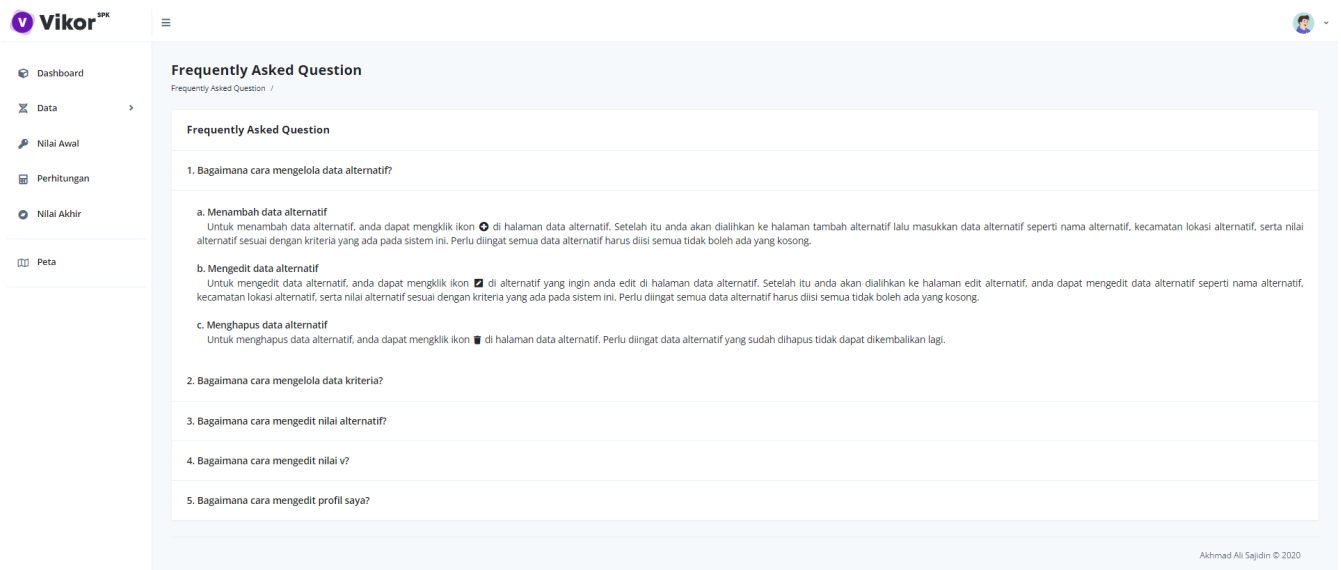 V Vikor SPK
Dashboard
Data
Nilai Awal
Perhitungan
Nilai Akhir
Peta
Frequently Asked Question
Frequently Asked Question /
Frequently Asked Question
1. Bagaimana cara mengelola data alternatif?
a. Menambah data alternatif
Untuk menambah data alternatif, anda dapat mengklik ikon di halaman data alternatif. Setelah itu anda akan dialihkan ke halaman tambah alternatif lalu masukkan data alternatif seperti nama alternatif, kecamatan lokasi alternatif, serta nilai
alternatif sesuai dengan kriteria yang ada pada sistem ini. Perlu diingat semua data alternatif harus diisi semua tidak boleh ada yang kosong.
b. Mengedit data alternatif
Untuk mengedit data alternatif, anda dapat mengklik ikon di alternatif yang ingin anda edit di halaman data alternatif. Setelah itu anda akan dialihkan ke halaman edit alternatif, anda dapat mengedit data alternatif seperti nama alternatif,
kecamatan lokasi alternatif, serta nilai alternatif sesuai dengan kriteria yang ada pada sistem ini. Perlu diingat semua data alternatif harus diisi semua tidak boleh ada yang kosong.
c. Menghapus data alternatif
Untuk menghapus data alternatif, anda dapat mengklik ikon di halaman data alternatif. Perlu diingat data alternatif yang sudah dihapus tidak dapat dikembalikan lagi.
2. Bagaimana cara mengelola data kriteria?
3. Bagaimana cara mengedit nilai alternatif?
4. Bagaimana cara mengedit nilai v?
5. Bagaimana cara mengedit profil saya?
Akhmad Ali Sajidin © 2020